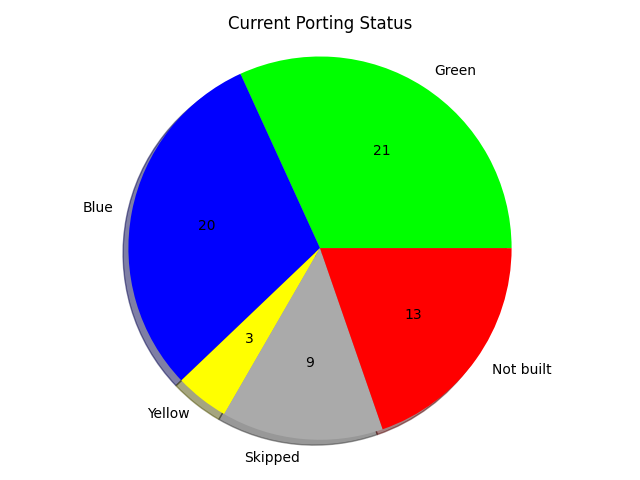 Current Porting Status
Green
21
Blue
20
3
Yellow
9
Skipped
13
Not built